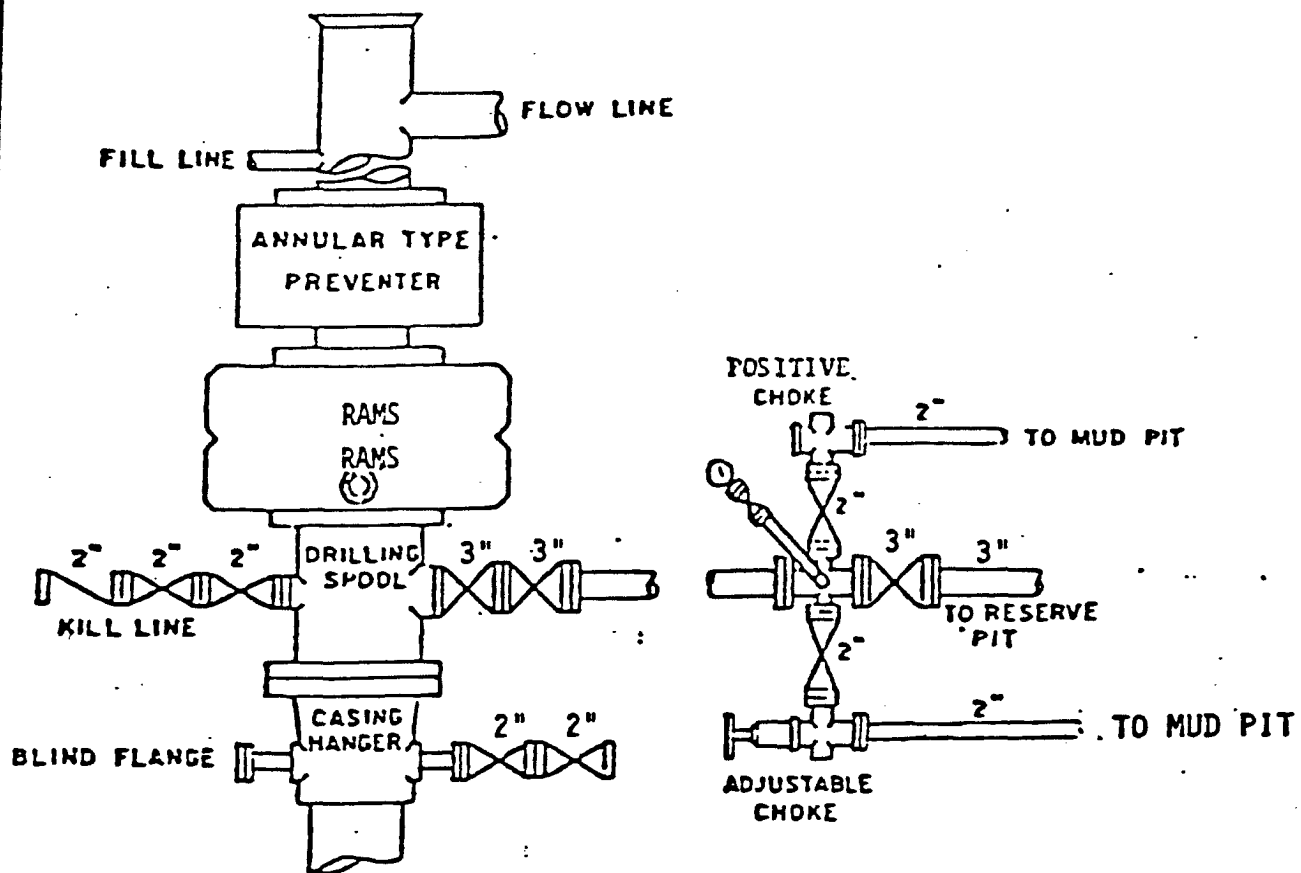 FLOW LINE
FILL LINE
ANNULAR TYPE
PREVENTER
RAMS
RAMS
DRILLING
SPOOL
2"
2"
2"
3"
3"
KILL LINE
CASING
HANGER
2"
2"
BLIND FLANGE
POSITIVE
CHOKE
2"
TO MUD PIT
2"
3"
3"
TO RESERVE
PIT
2"
2"
TO MUD PIT
ADJUSTABLE
CHOKE